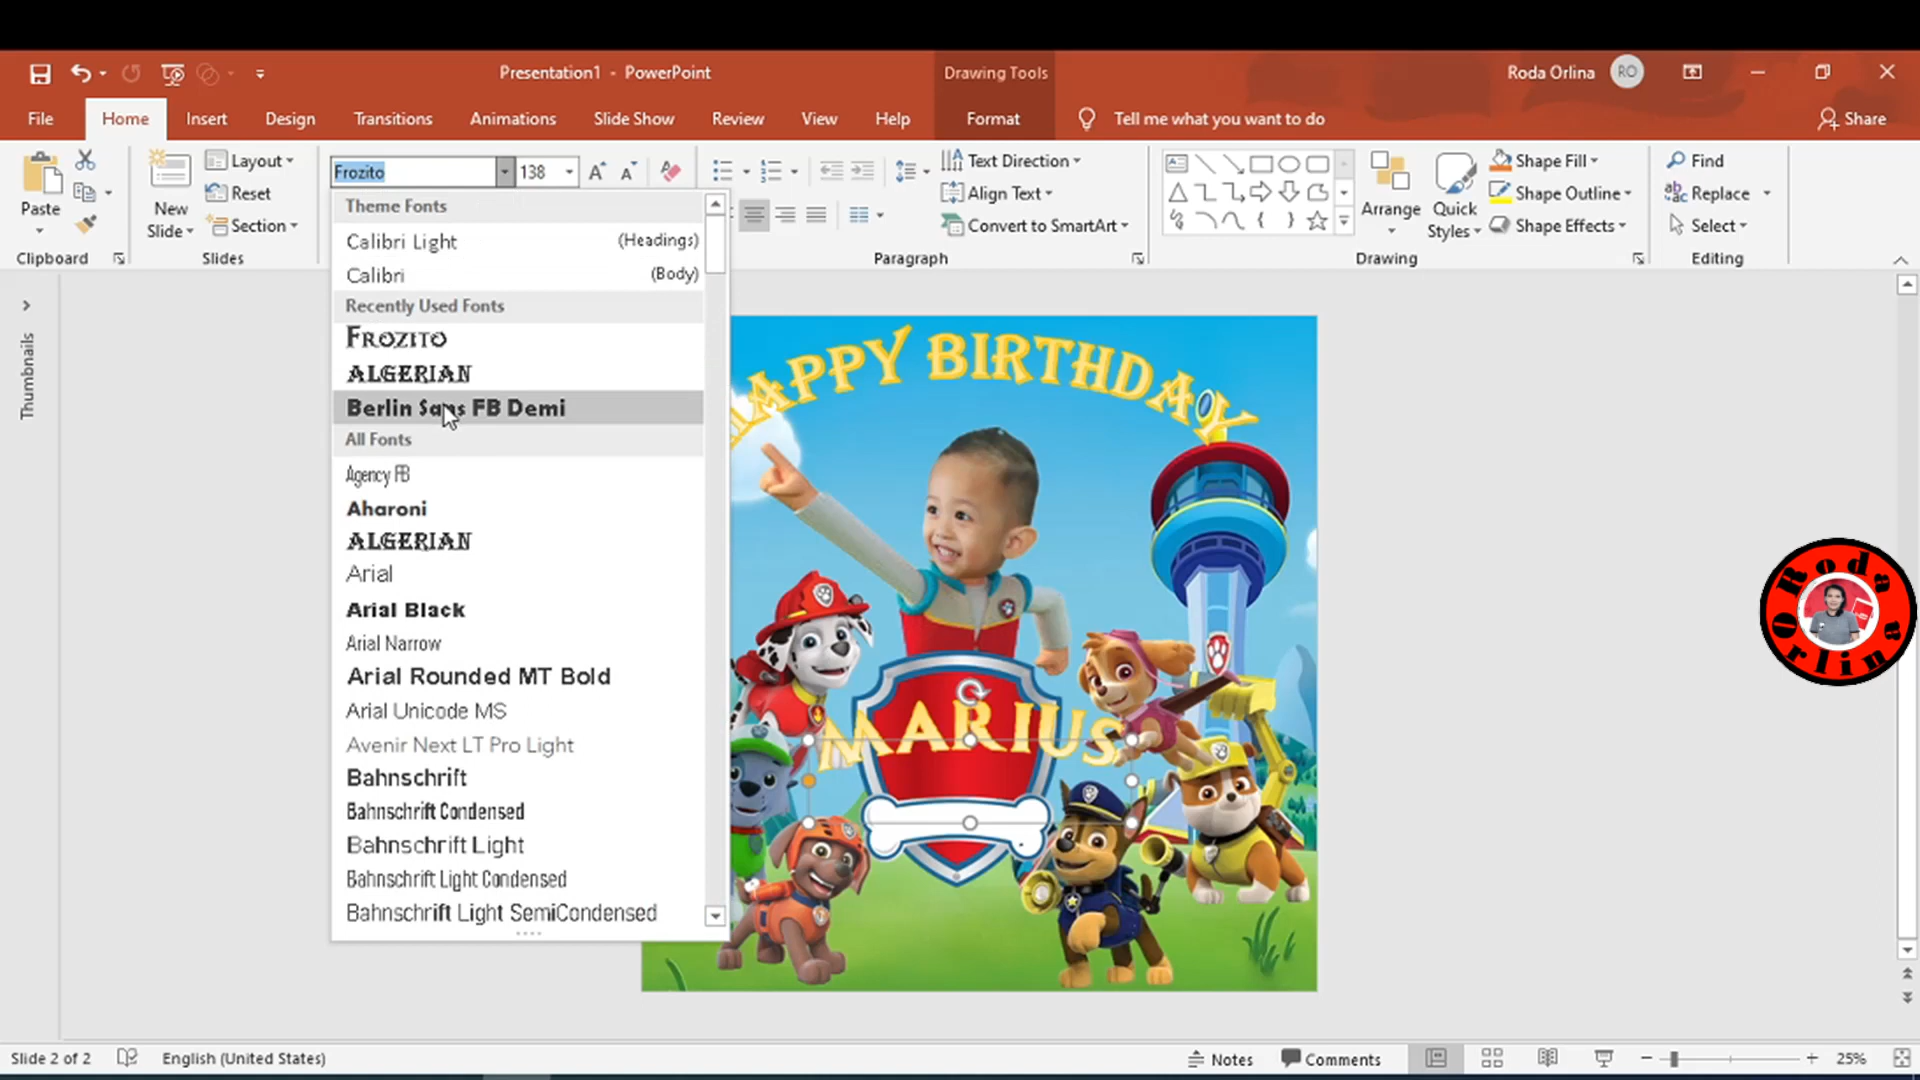 Presentation1 - PowerPoint
Drawing Tools
Roda Orlina
RO
File
Home
Insert
Design
Transitions
Animations
Slide Show
Review
View
Help
Format
Tell me what you want to do
Share
Paste
Clipboard
New
Slide
Layout
Reset
Section
Slides
Frozito
138
Text Direction
Align Text
Convert to SmartArt
Paragraph
Arrange
Quick
Styles
Shape Fill
Shape Outline
Shape Effects
Drawing
Find
Replace
Select
Editing
Theme Fonts
Calibri Light (Headings)
Calibri (Body)
Recently Used Fonts
FROZITO
ALGERIAN
Berlin Sans FB Demi
All Fonts
Agency FB
Aharoni
ALGERIAN
Arial
Arial Black
Arial Narrow
Arial Rounded MT Bold
Arial Unicode MS
Avenir Next LT Pro Light
Bahnschrift
Bahnschrift Condensed
Bahnschrift Light
Bahnschrift Light Condensed
Bahnschrift Light SemiCondensed
Thumbnails
HAPPY BIRTHDAY
MARIUS
Roda
Orlina
Slide 2 of 2
English (United States)
Notes
Comments
25%